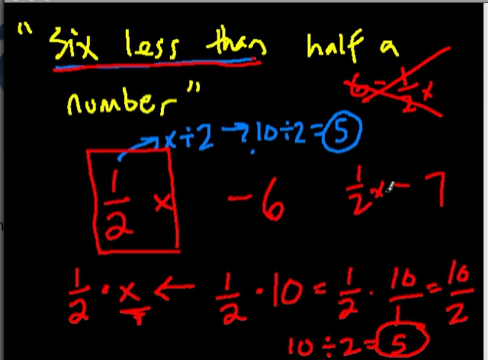 "Six less than half a
number"
6 - 1/2 x
x÷2 → 10÷2=5
1/2 x - 6
1/2 x - 7
1/2 · x ← 1/2 · 10 = 1/2 · 10/1 = 10/2
10÷2=5